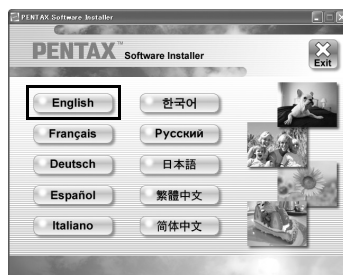 PENTAX Software Installer
PENTAX™ Software Installer
Exit
English
Français
Deutsch
Español
Italiano
한국어
Русский
日本語
繁體中文
简体中文